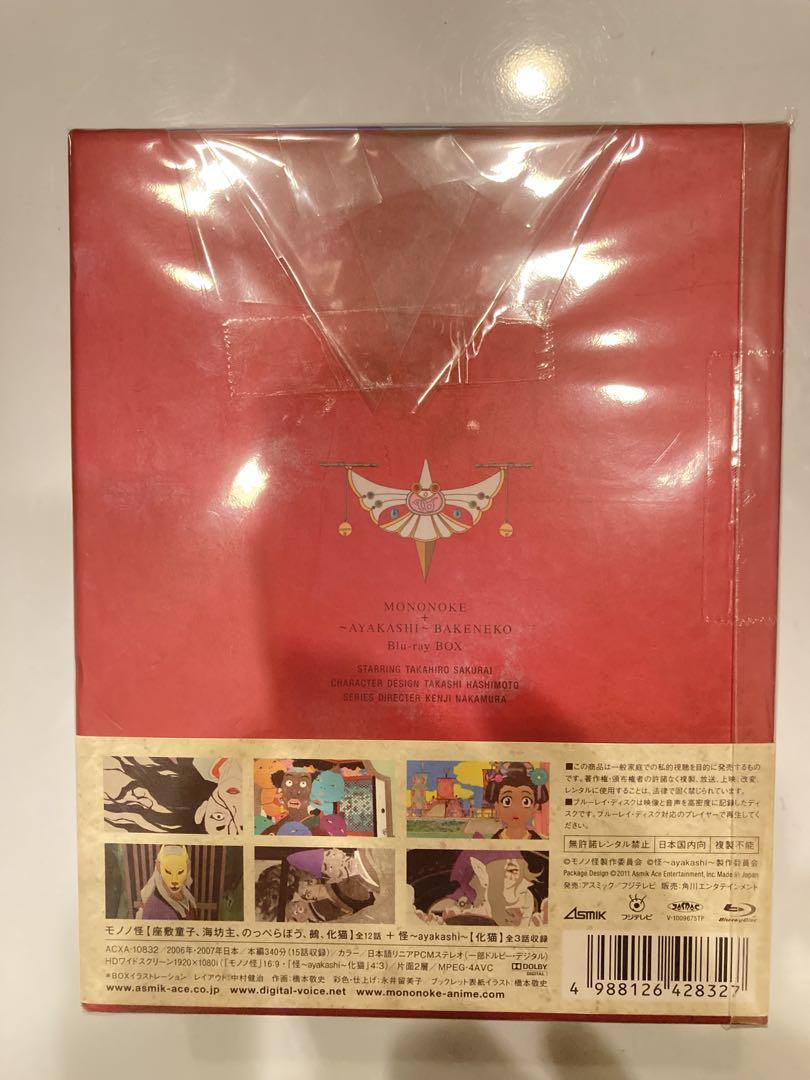 MONONOKE
+
~AYAKASHI~ BAKENEKO
Blu-ray BOX
STARRING TAKAHIRO SAKURAI
CHARACTER DESIGN TAKASHI HASHIMOTO
SERIES DIRECTER KENJI NAKAMURA
■この商品は一般家庭での私的視聴を目的に発売するもの
です。著作権・頒布権者の許諾なく複製、放送、上映、改変、
レンタルに使用することは、法律で固く禁じられています。
■ブルーレイ・ディスクは映像と音声を高密度に記録したディ
スクです。ブルーレイ・ディスク対応のプレイヤーで再生してく
ださい。
無許諾レンタル禁止 日本国内向 複製不能
©モノノ怪製作委員会 ©怪~ayakashi~製作委員会
Package Design ©2011 Asmik Ace Entertainment, Inc. Made in Japan
発売:アスミック/フジテレビ 販売:角川エンタテインメント
ASMIK フジテレビ V-1009675TP Blu-ray Disc
モノノ怪【座敷童子、海坊主、のっぺらぼう、鵺、化猫】全12話 + 怪~ayakashi~【化猫】全3話収録
ACXA-10832/2006年・2007年日本/本編340分(15話収録)/カラー/日本語リニアPCMステレオ(一部ドルビー・デジタル)
HDワイドスクリーン1920×1080i(『モノノ怪』16:9・『怪~ayakashi~化猫』4:3)/片面2層/MPEG-4AVC DOLBY DIGITAL
*BOXイラストレーション レイアウト:中村健治 作画:橋本敬史 彩色・仕上げ:永井留美子 ブックレット表紙イラスト:橋本敬史
www.asmik-ace.co.jp www.digital-voice.net www.mononoke-anime.com
4 988126 428327